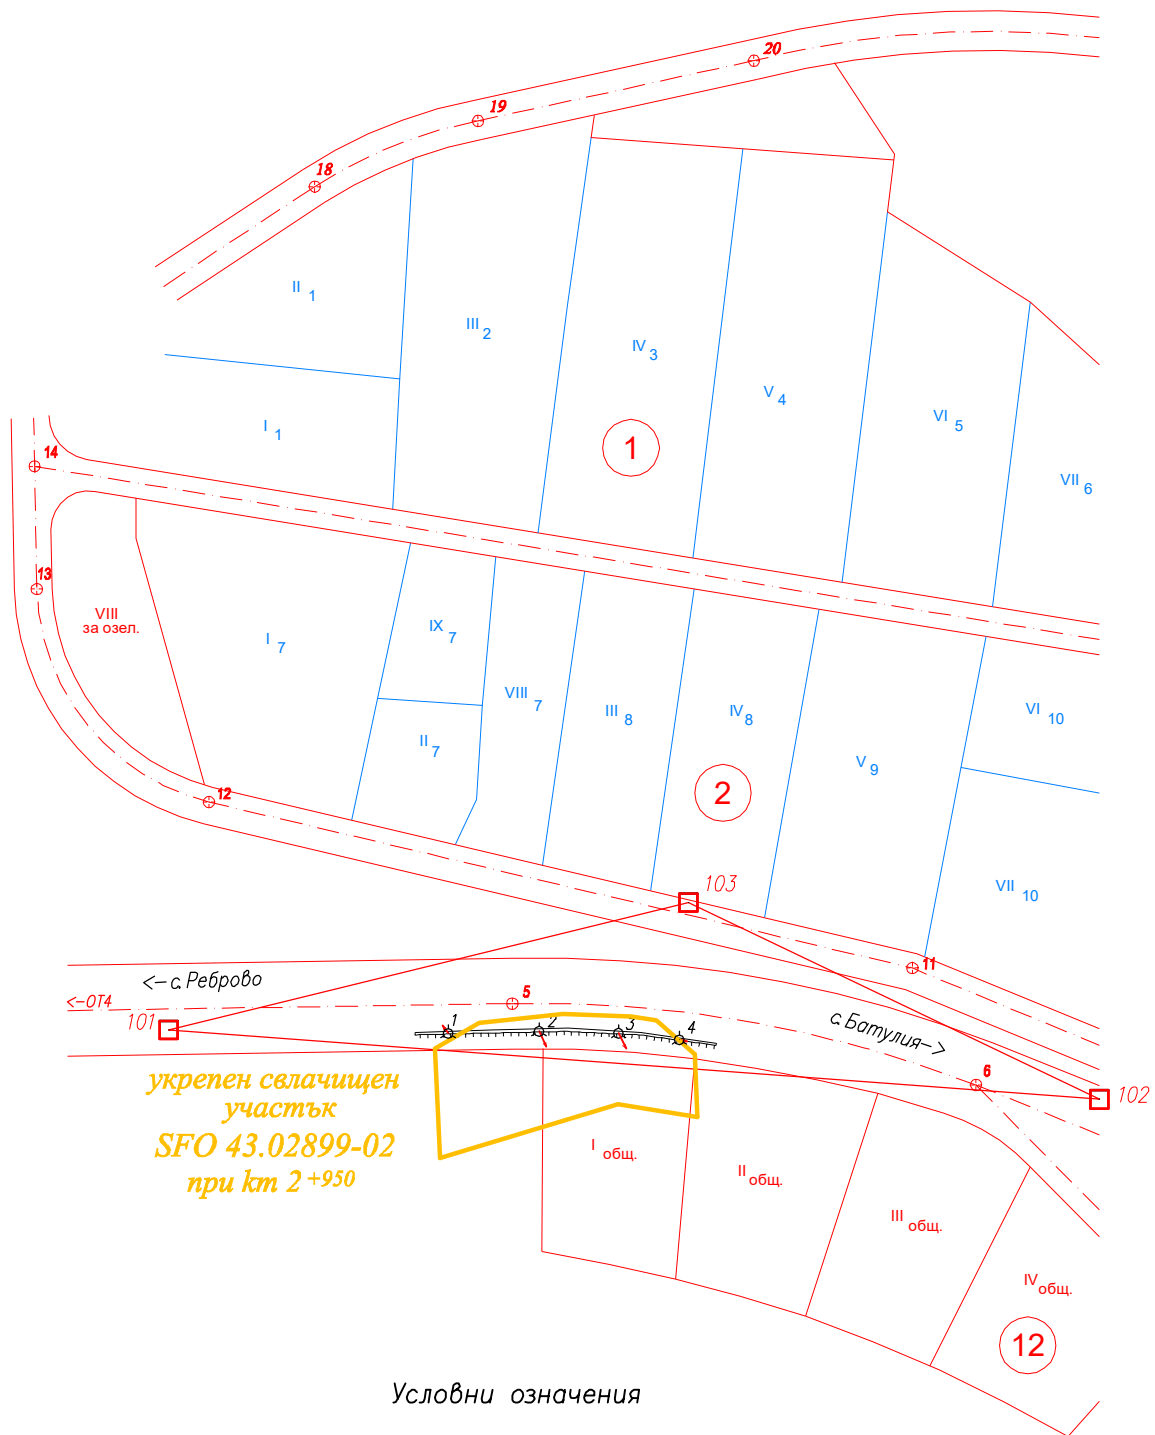 20
19
18
II 1
III 2
IV 3
V 4
VI 5
I 1
1
14
VII 6
13
VIII
за озел.
I 7
IX 7
VIII 7
III 8
IV 8
VI 10
II 7
V 9
12
2
VII 10
103
11
<-с.Реброво
<-ОТ4
5
101
1
2
3
4
с.Батулия->
6
102
укрепен свлачищен
участък
SFO 43.02899-02
при km 2+950
I общ.
II общ.
III общ.
IV общ.
12
Условни означения